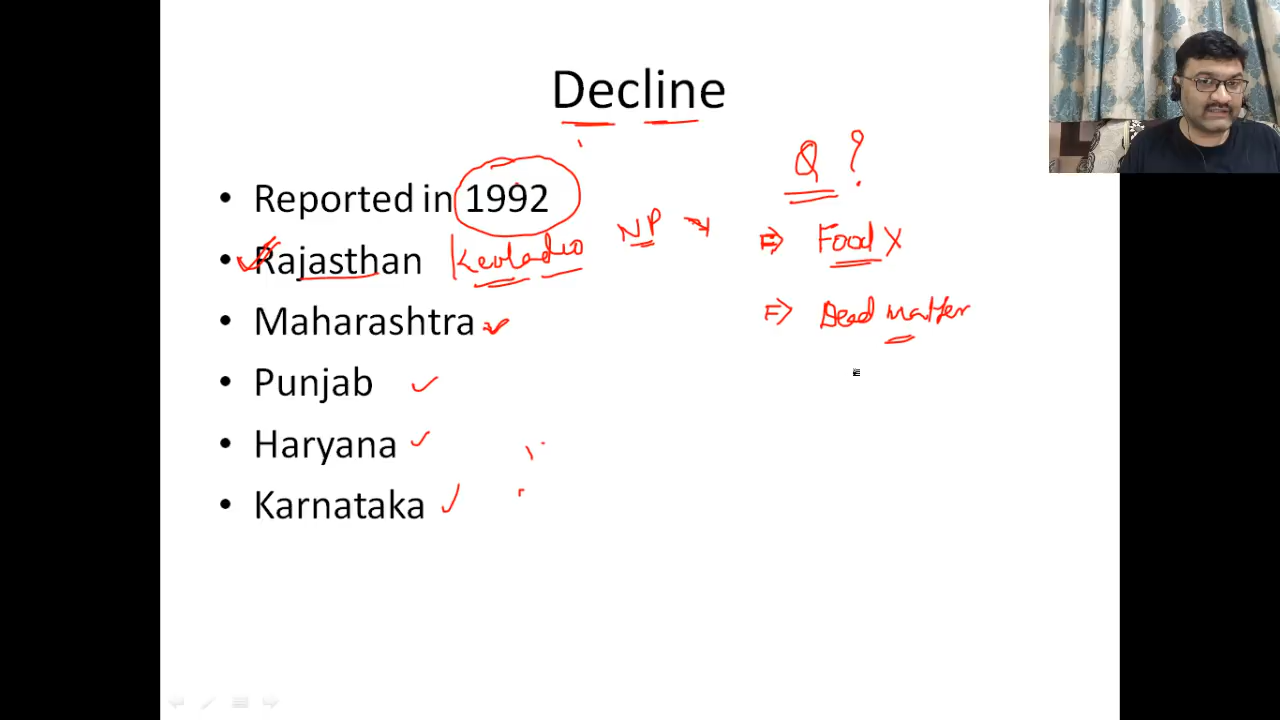 Decline
• Reported in 1992
• Rajasthan Keoladeo NP
• Maharashtra
• Punjab
• Haryana
• Karnataka
Q ?
⇒ Food X
⇒ Dead matter